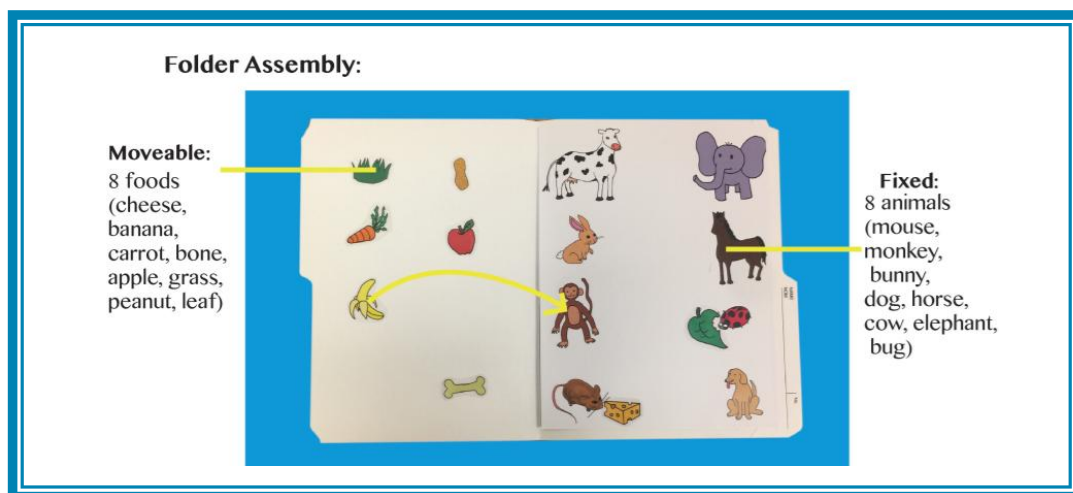 Folder Assembly:
Moveable:
8 foods
(cheese,
banana,
carrot, bone,
apple, grass,
peanut, leaf)
Fixed:
8 animals
(mouse,
monkey,
bunny,
dog, horse,
cow, elephant,
bug)